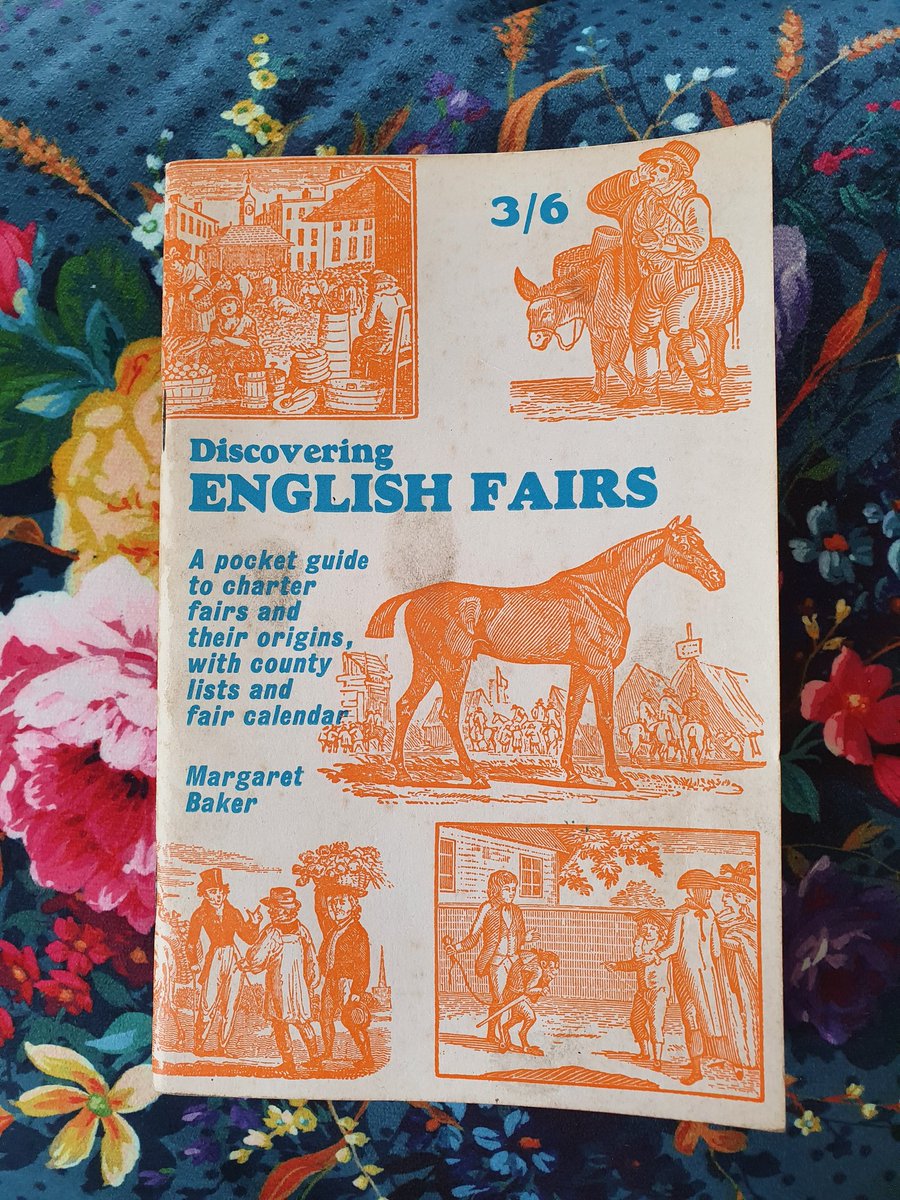 3/6
Discovering
ENGLISH FAIRS
A pocket guide
to charter
fairs and
their origins,
with county
lists and
fair calendar
Margaret
Baker